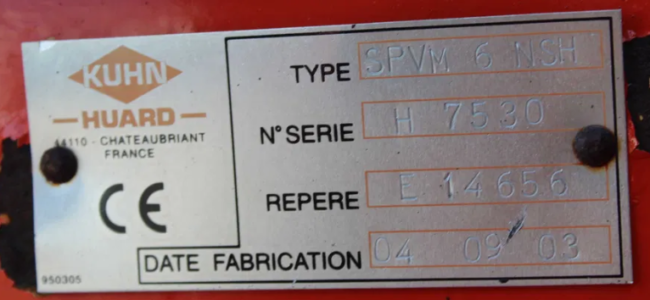 KUHN
HUARD
44110 - CHATEAUBRIANT
FRANCE
CE
950305
TYPE SPVM 6 NSH
N° SERIE H 7530
REPERE E 14656
DATE FABRICATION 04 09 03